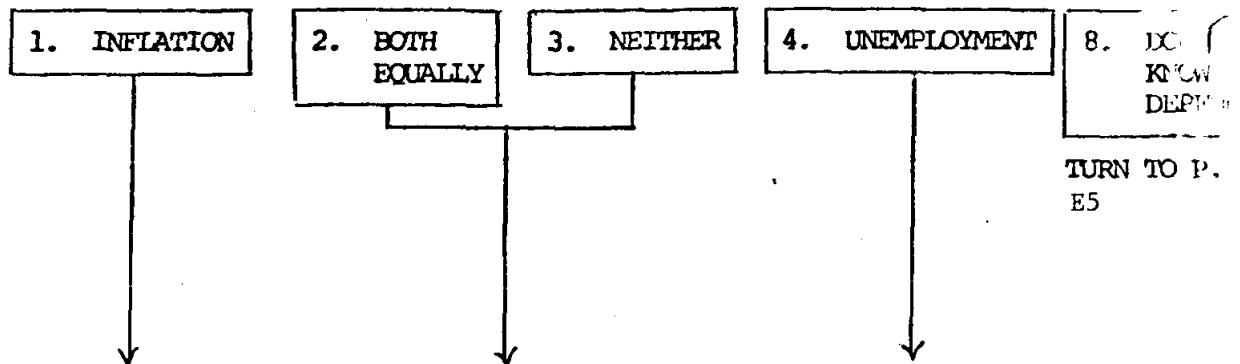 1. INFLATION
2. BOTH
EQUALLY
3. NEITHER
4. UNEMPLOYMENT
8.
TURN TO P.
E5